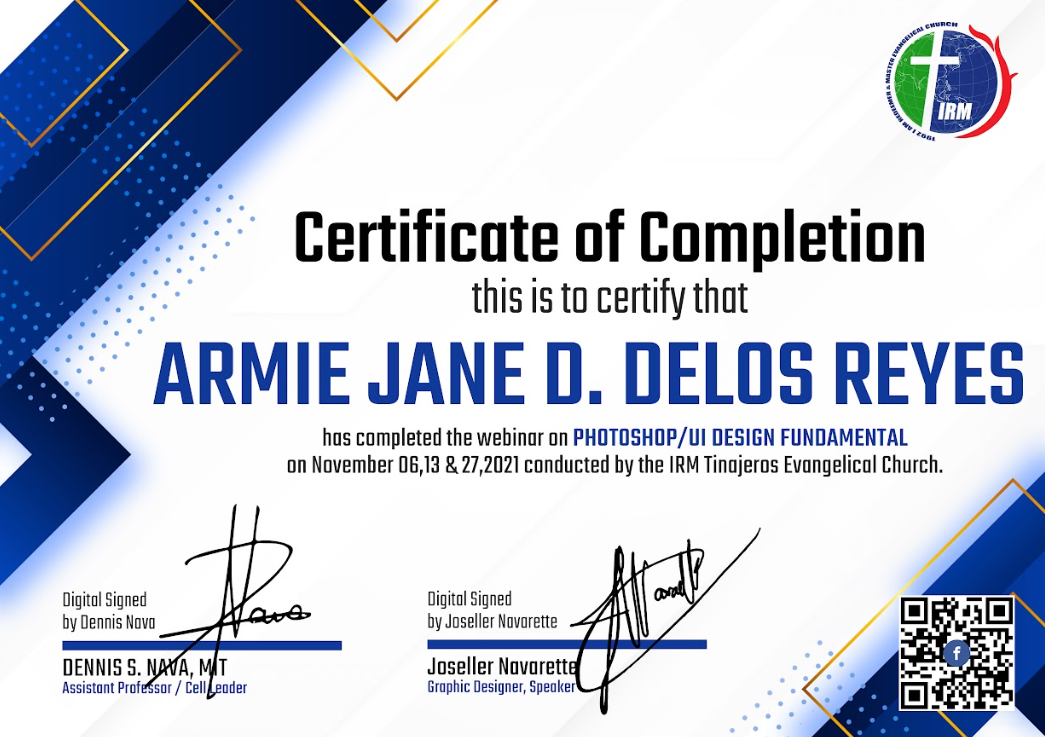 1992 I AM REDEEMER & MASTER EVANGELICAL CHURCH
IRM
Certificate of Completion
this is to certify that
ARMIE JANE D. DELOS REYES
has completed the webinar on PHOTOSHOP/UI DESIGN FUNDAMENTAL
on November 06,13 & 27,2021 conducted by the IRM Tinajeros Evangelical Church.
Digital Signed
by Dennis Nava
Nava
DENNIS S. NAVA, MIT
Assistant Professor / Cell Leader
Digital Signed
by Joseller Navarette
Joseller Navarette
Graphic Designer, Speaker
f